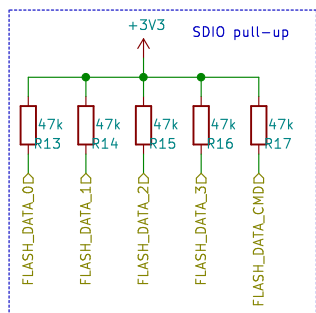 +3V3
SDIO pull-up
47k
R13
47k
R14
47k
R15
47k
R16
47k
R17
FLASH_DATA_0
FLASH_DATA_1
FLASH_DATA_2
FLASH_DATA_3
FLASH_DATA_CMD